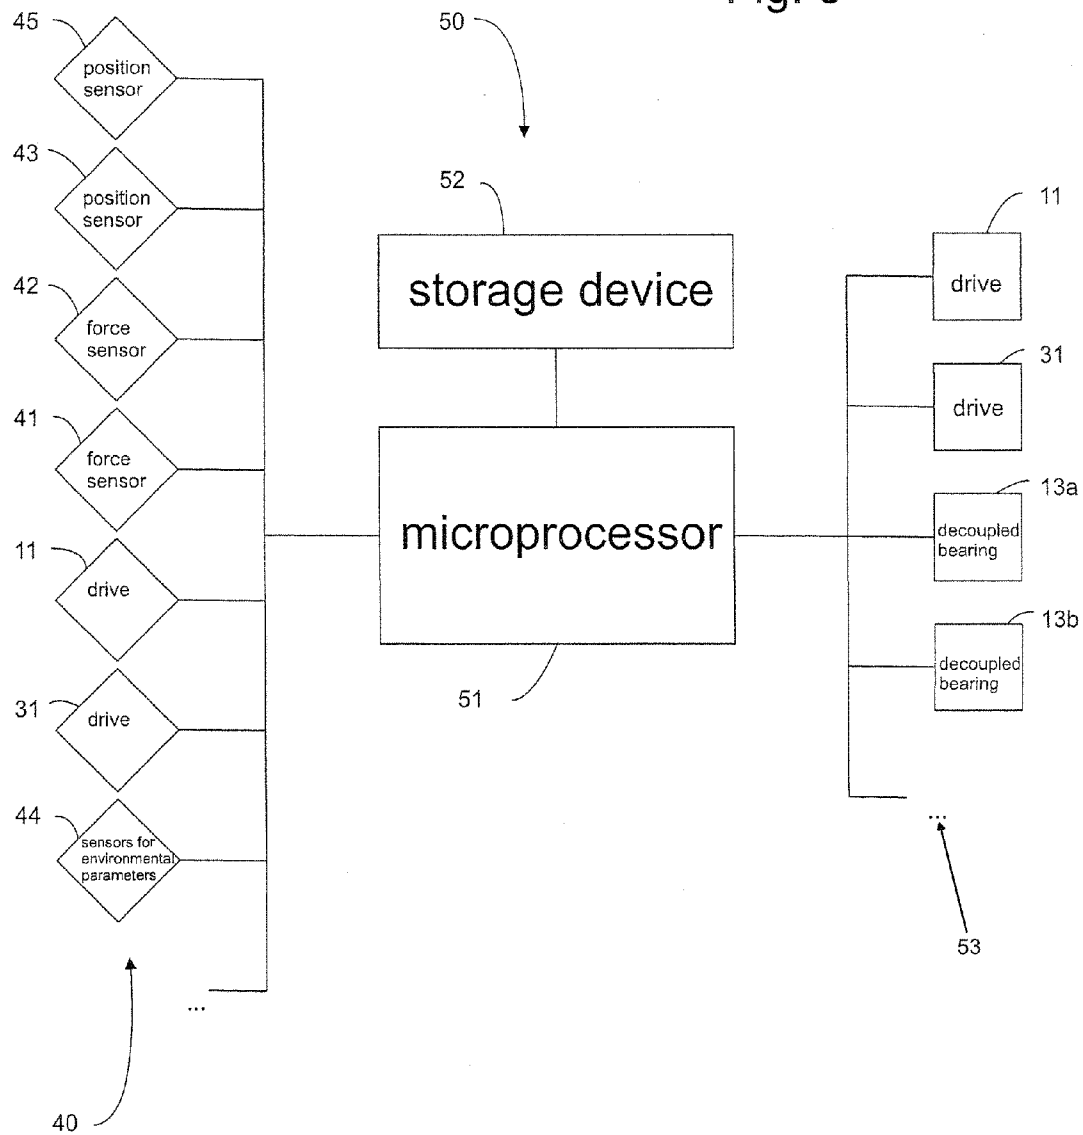 45
position
sensor
43
position
sensor
42
force
sensor
41
force
sensor
11
drive
31
drive
44
sensors for
environmental
parameters
...
40
50
52
storage device
microprocessor
51
11
drive
31
drive
13a
decoupled
bearing
13b
decoupled
bearing
...
53